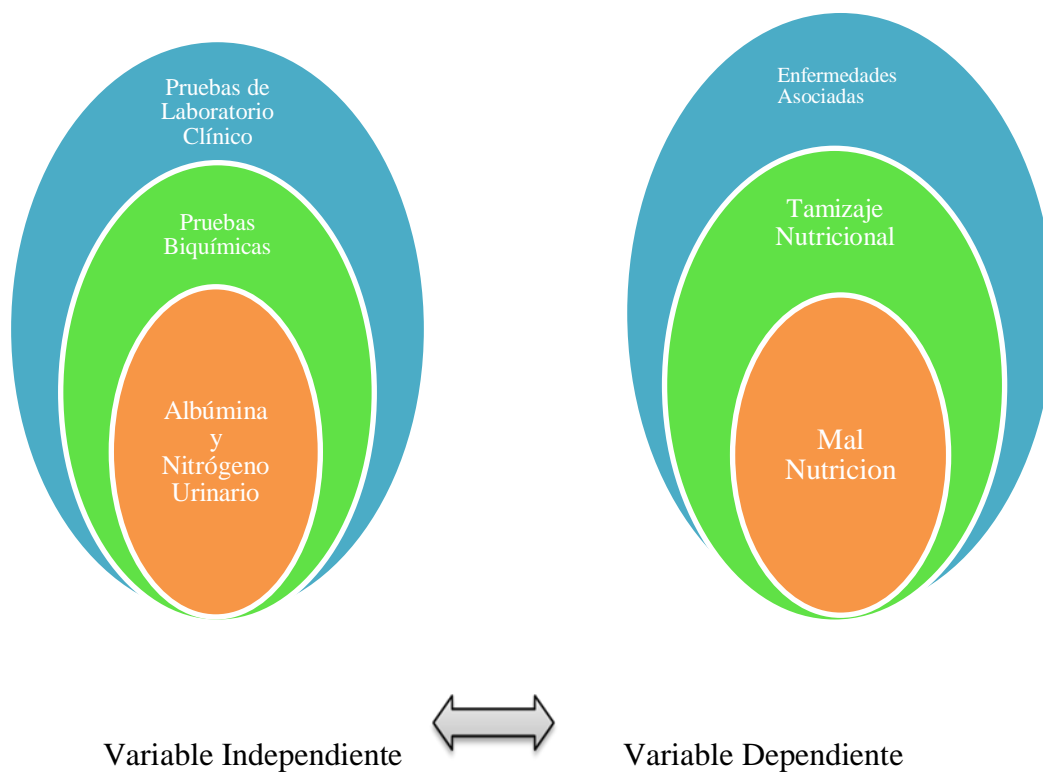 Pruebas de
Laboratorio
Clínico
Pruebas
Biquímicas
Albúmina
y
Nitrógeno
Urinario
Enfermedades
Asociadas
Tamizaje
Nutricional
Mal
Nutricion
Variable Independiente
Variable Dependiente